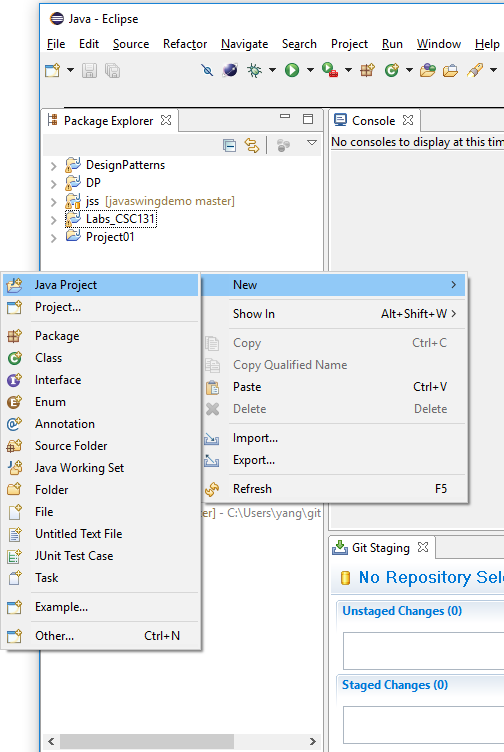 Java - Eclipse
File Edit Source Refactor Navigate Search Project Run Window Help
Package Explorer
DesignPatterns
DP
jss [javaswingdemo master]
Labs_CSC131
Project01
Console
No consoles to display at this tim
Java Project
Project...
Package
Class
Interface
Enum
Annotation
Source Folder
Java Working Set
Folder
File
Untitled Text File
JUnit Test Case
Task
Example...
Other... Ctrl+N
New
Show In Alt+Shift+W
Copy Ctrl+C
Copy Qualified Name
Paste Ctrl+V
Delete Delete
Import...
Export...
Refresh F5
er] - C:\Users\yang\git
Git Staging
No Repository Sel
Unstaged Changes (0)
Staged Changes (0)